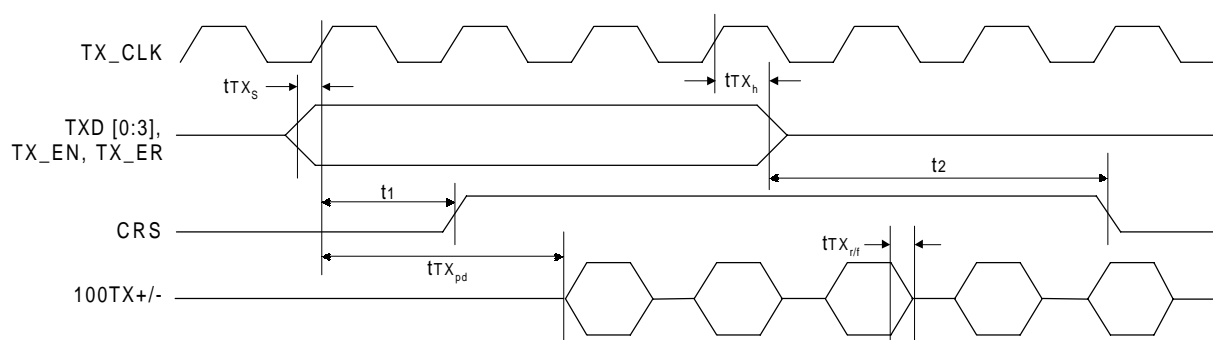 TX_CLK
tTXs
tTXh
TXD [0:3],
TX_EN, TX_ER
t1
t2
CRS
tTXpd
tTXr/f
100TX+/-